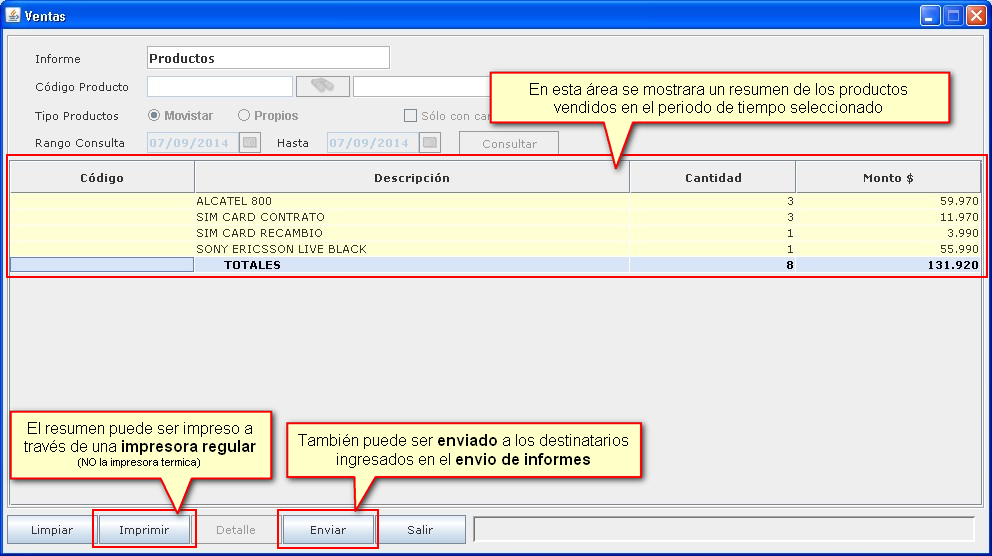 Ventas
Informe Productos
Código Producto
En esta área se mostrara un resumen de los productos
vendidos en el periodo de tiempo seleccionado
Tipo Productos Movistar Propios Sólo con
Rango Consulta 07/09/2014 Hasta 07/09/2014 Consultar
Código Descripción Cantidad Monto $
ALCATEL 800 3 59.970
SIM CARD CONTRATO 3 11.970
SIM CARD RECAMBIO 1 3.990
SONY ERICSSON LIVE BLACK 1 55.990
TOTALES 8 131.920
El resumen puede ser impreso a
través de una impresora regular
(NO la impresora termica)
También puede ser enviado a los destinatarios
ingresados en el envio de informes
Limpiar Imprimir Detalle Enviar Salir